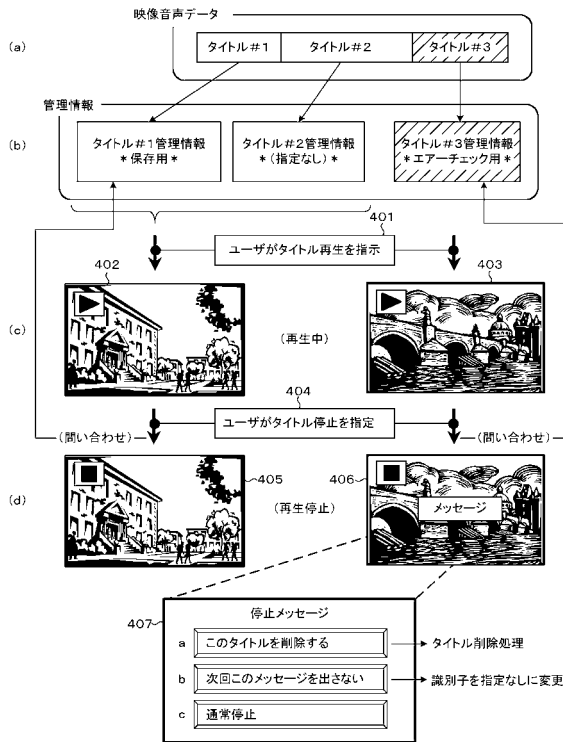 映像音声データ
(a)
タイトル#1
タイトル#2
タイトル#3
管理情報
(b)
タイトル#1管理情報
*保存用*
タイトル#2管理情報
*(指定なし)*
タイトル#3管理情報
*エアーチェック用*
401
ユーザがタイトル再生を指示
402
403
(c)
(再生中)
404
ユーザがタイトル停止を指定
(問い合わせ)
(問い合わせ)
(d)
405
(再生停止)
406
メッセージ
407
停止メッセージ
a
このタイトルを削除する
タイトル削除処理
b
次回このメッセージを出さない
識別子を指定なしに変更
c
通常停止